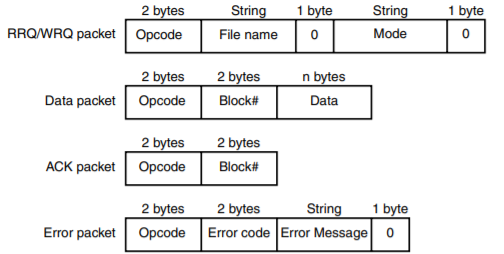 2 bytes String 1 byte String 1 byte
RRQ/WRQ packet Opcode File name 0 Mode 0
2 bytes 2 bytes n bytes
Data packet Opcode Block# Data
2 bytes 2 bytes
ACK packet Opcode Block#
2 bytes 2 bytes String 1 byte
Error packet Opcode Error code Error Message 0